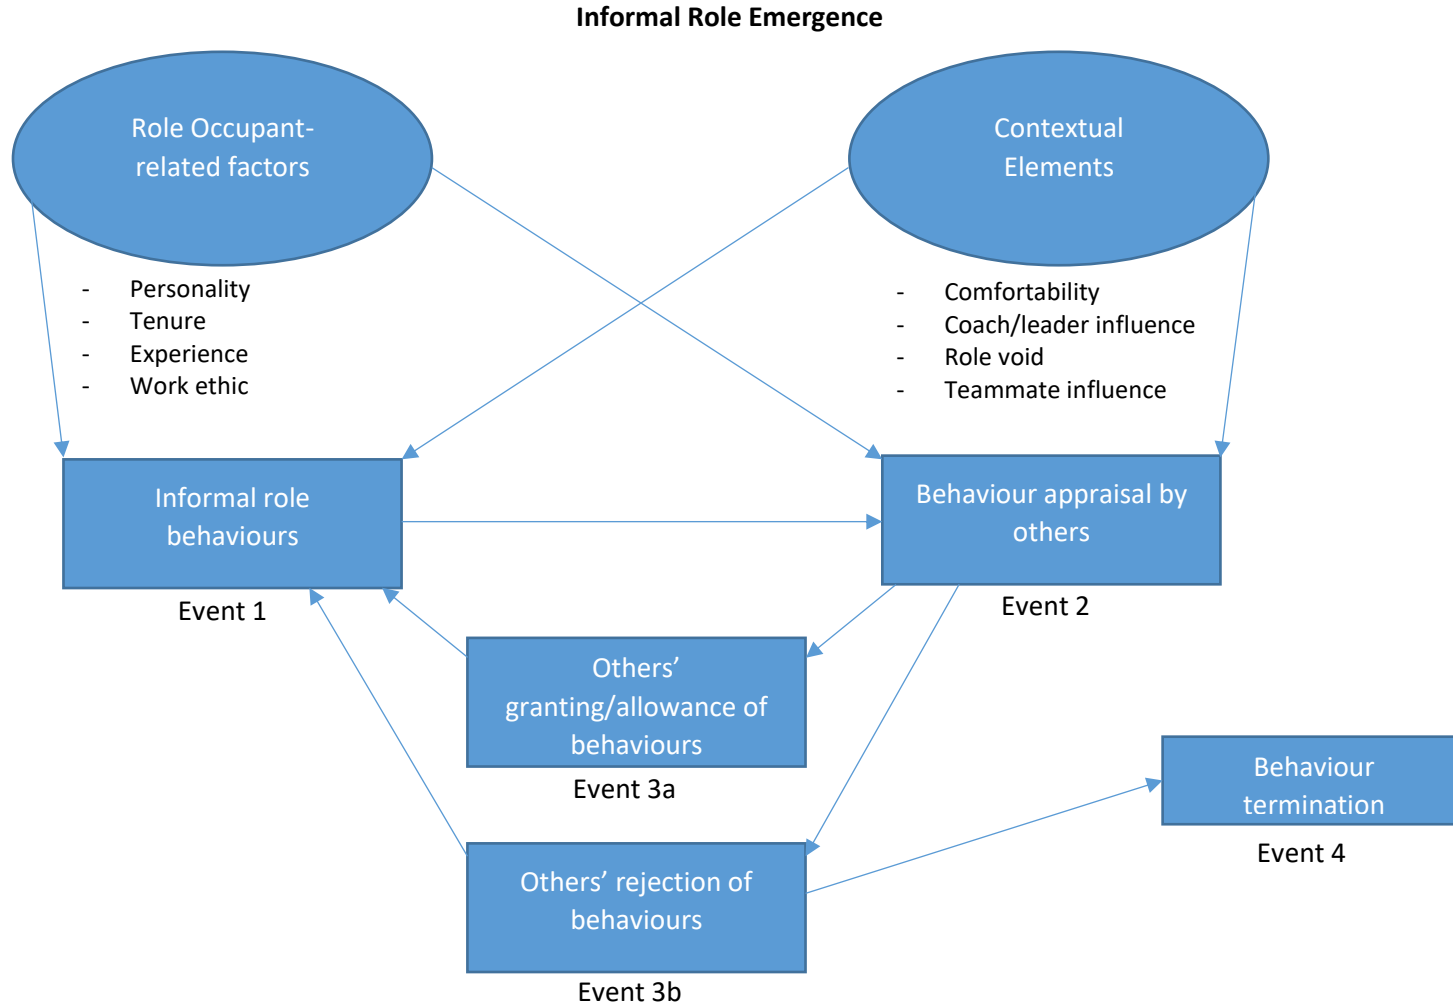 Informal Role Emergence
Role Occupant-
related factors
Contextual
Elements
- Personality
- Tenure
- Experience
- Work ethic
- Comfortability
- Coach/leader influence
- Role void
- Teammate influence
Informal role
behaviours
Event 1
Behaviour appraisal by
others
Event 2
Others’
granting/allowance of
behaviours
Event 3a
Behaviour
termination
Event 4
Others’ rejection of
behaviours
Event 3b